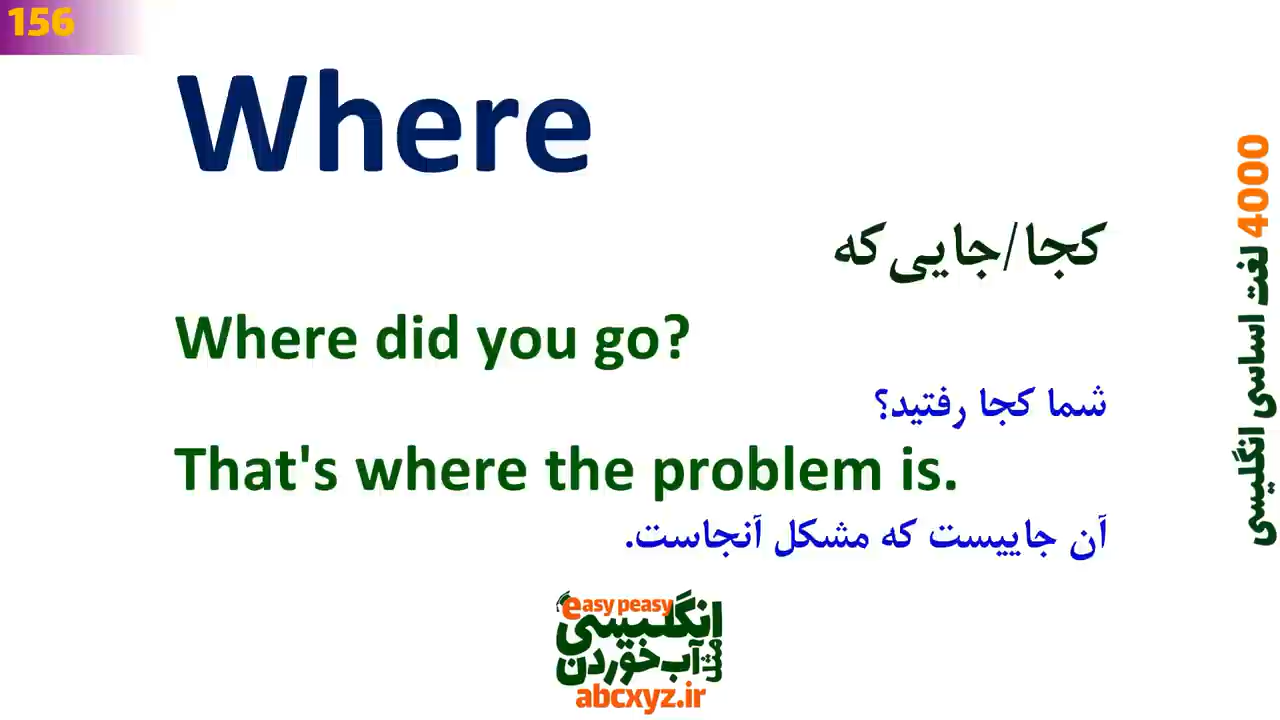 156
Where
کجا/جایی‌که
Where did you go?
شما کجا رفتید؟
That's where the problem is.
آن جاییست که مشکل آنجاست.
4000 لغت اساسی انگلیسی
easy peasy
انگلیسی
مثل آب خوردن
abcxyz.ir